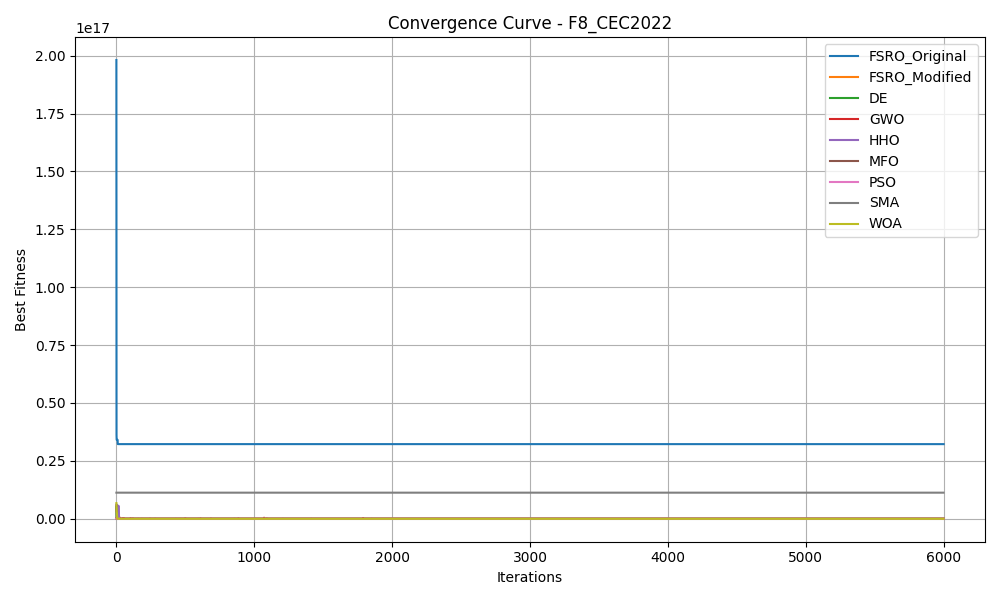 Convergence Curve - F8_CEC2022
1e17
2.00
1.75
1.50
1.25
1.00
0.75
0.50
0.25
0.00
Best Fitness
0
1000
2000
3000
4000
5000
6000
Iterations
FSRO_Original
FSRO_Modified
DE
GWO
HHO
MFO
PSO
SMA
WOA